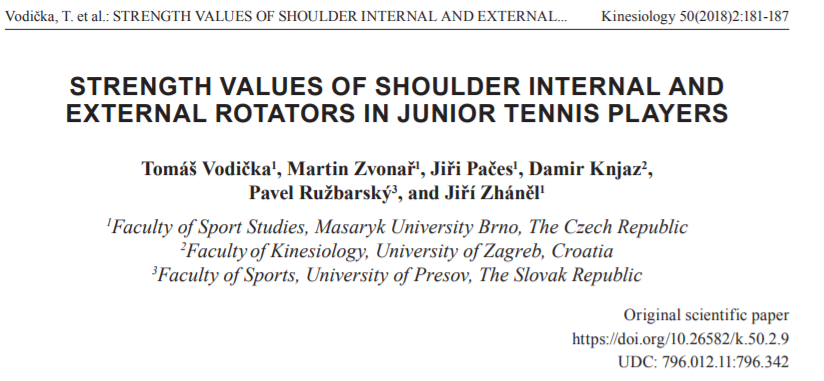 Vodička, T. et al.: STRENGTH VALUES OF SHOULDER INTERNAL AND EXTERNAL... Kinesiology 50(2018)2:181-187
STRENGTH VALUES OF SHOULDER INTERNAL AND
EXTERNAL ROTATORS IN JUNIOR TENNIS PLAYERS
Tomáš Vodička¹, Martin Zvonař¹, Jiři Pačes¹, Damir Knjaz²,
Pavel Ružbarský³, and Jiří Zháněl¹
¹Faculty of Sport Studies, Masaryk University Brno, The Czech Republic
²Faculty of Kinesiology, University of Zagreb, Croatia
³Faculty of Sports, University of Presov, The Slovak Republic
Original scientific paper
https://doi.org/10.26582/k.50.2.9
UDC: 796.012.11:796.342